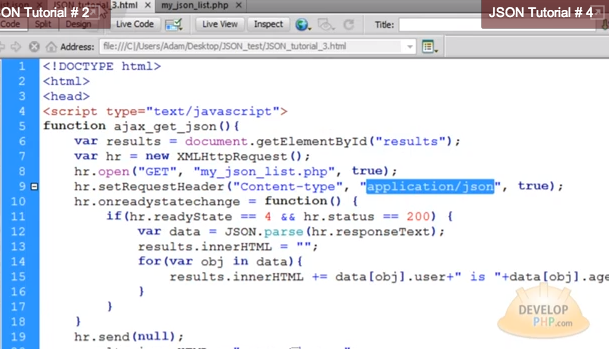 ON Tutorial # 2
tutorial_3.html
my_json_list.php
JSON Tutorial # 4
Code
Split
Design
Live Code
Live View
Inspect
Title:
Address:
file:///C|/Users/Adam/Desktop/JSON_test/JSON_tutorial_3.html
1 <!DOCTYPE html>
2 <html>
3 <head>
4 <script type="text/javascript">
5 function ajax_get_json(){
6 var results = document.getElementById("results");
7 var hr = new XMLHttpRequest();
8 hr.open("GET", "my_json_list.php", true);
9 hr.setRequestHeader("Content-type", "application/json", true);
10 hr.onreadystatechange = function() {
11 if(hr.readyState == 4 && hr.status == 200) {
12 var data = JSON.parse(hr.responseText);
13 results.innerHTML = "";
14 for(var obj in data){
15 results.innerHTML += data[obj].user+" is "+data[obj].age
16 }
17 }
18 }
19 hr.send(null);
DEVELOP
PHP.com